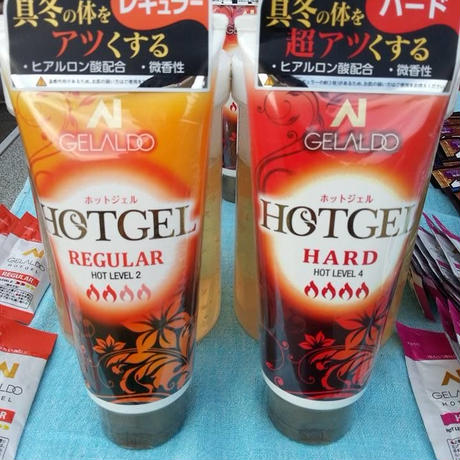 レギュラー
真冬の体を
アツくする
・ヒアルロン酸配合 ・微香性
GELALDO
ホットジェル
HOTGEL
REGULAR
HOT LEVEL 2
ハード
真冬の体を
超アツくする
・ヒアルロン酸配合 ・微香性
GELALDO
ホットジェル
HOTGEL
HARD
HOT LEVEL 4
REGULAR
GELALDO
HOTGEL
REGULAR